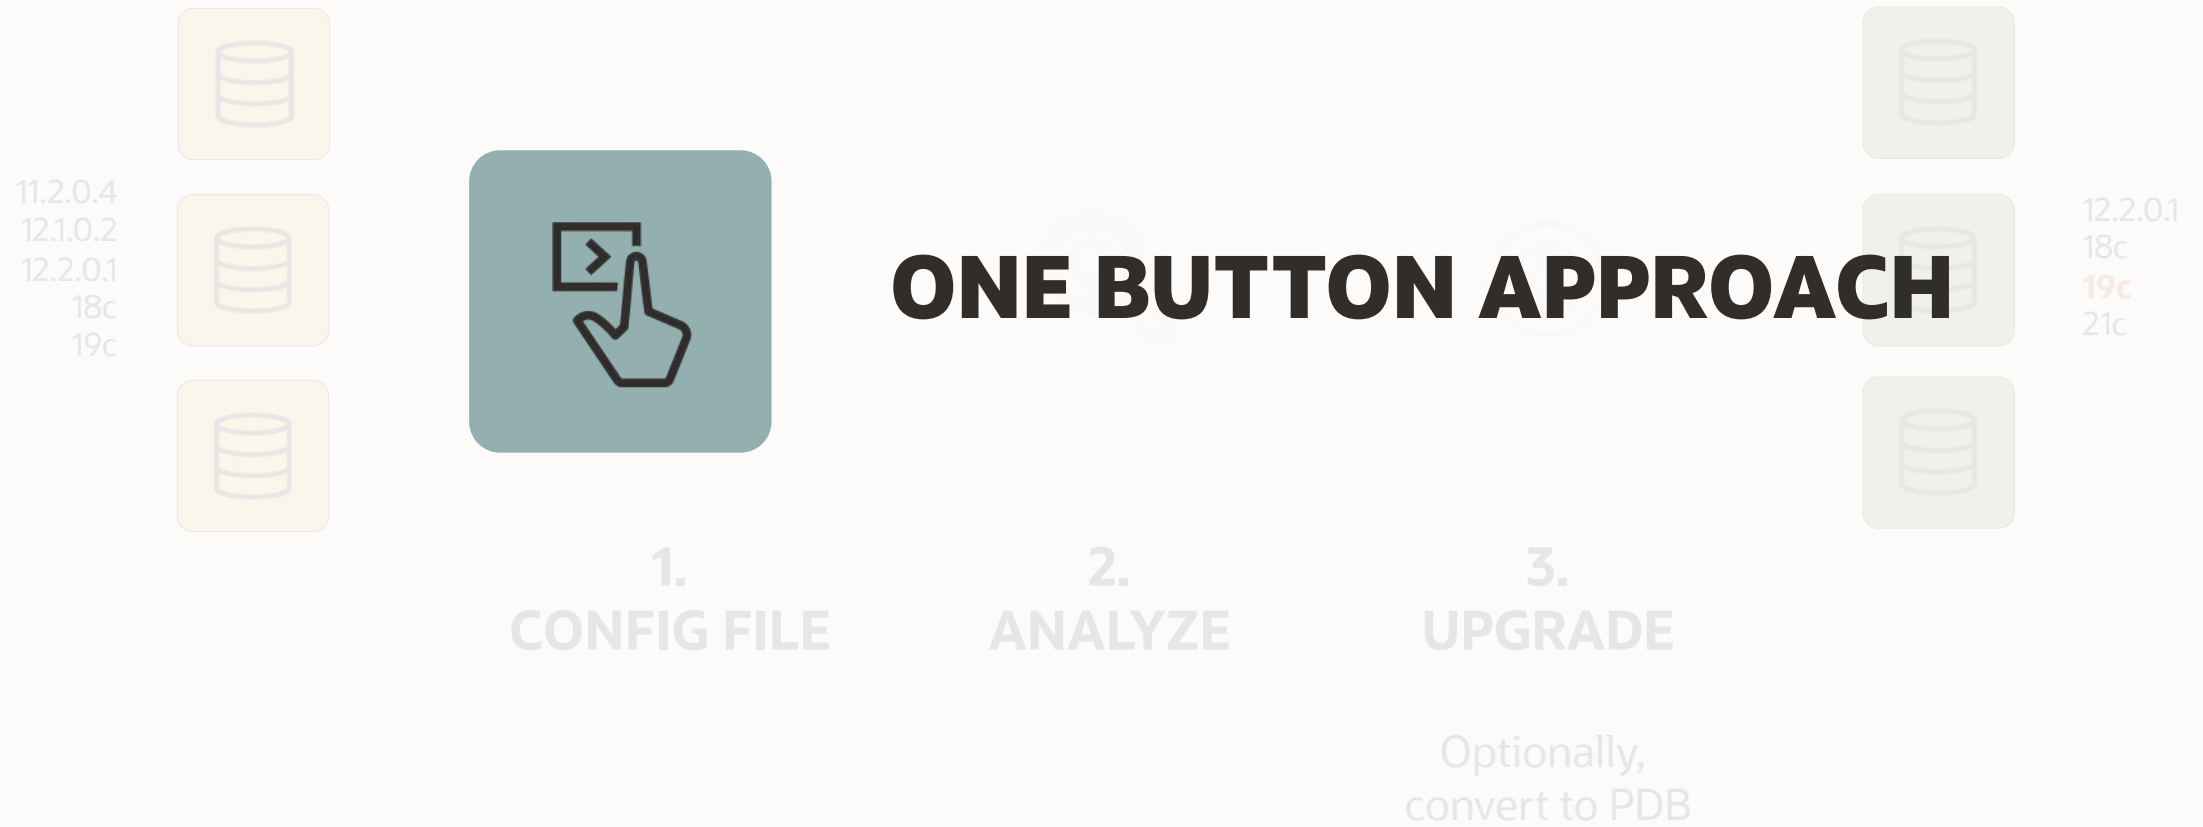 11.2.0.4
12.1.0.2
12.2.0.1
18c
19c
ONE BUTTON APPROACH
12.2.0.1
18c
19c
21c
1.
CONFIG FILE
2.
ANALYZE
3.
UPGRADE
Optionally,
convert to PDB